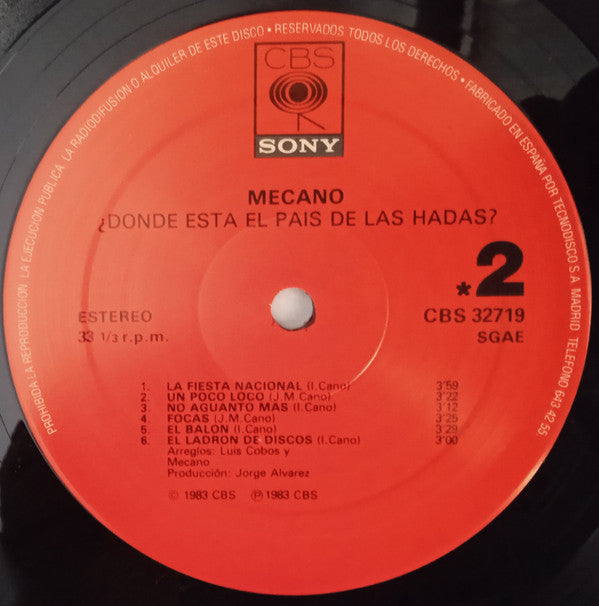 PROHIBIDA LA REPRODUCCION LA EJECUCION PUBLICA LA RADIODIFUSION O ALQUILER DE ESTE DISCO • RESERVADOS TODOS LOS DERECHOS • FABRICADO EN ESPAÑA POR TECNODISCO S.A. MADRID TELEFONO 643 42 55
CBS
SONY
MECANO
¿DONDE ESTA EL PAIS DE LAS HADAS?
*2
ESTEREO
33 1/3 r.p.m.
CBS 32719
SGAE
1. LA FIESTA NACIONAL (I.Cano) 3'59
2. UN POCO LOCO (J.M.Cano) 3'22
3. NO AGUANTO MAS (I.Cano) 3'12
4. FOCAS (J.M.Cano) 3'25
5. EL BALON (I.Cano) 3'29
6. EL LADRON DE DISCOS (I.Cano) 3'00
Arreglos: Luis Cobos y
Mecano
Producción: Jorge Alvarez
© 1983 CBS ℗ 1983 CBS